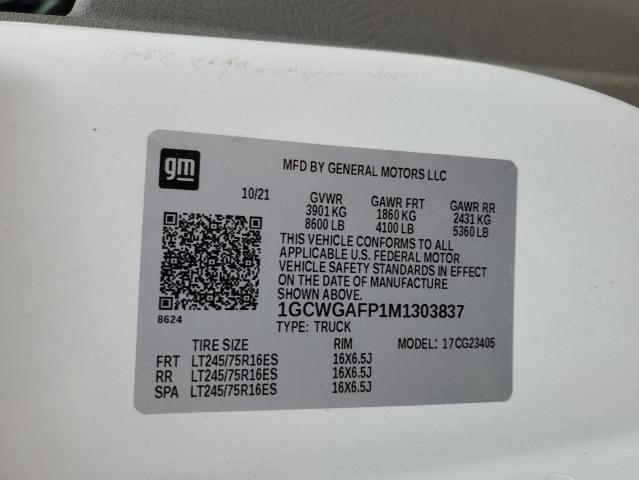 gm
MFD BY GENERAL MOTORS LLC
10/21 GVWR GAWR FRT GAWR RR
3901 KG 1860 KG 2431 KG
8600 LB 4100 LB 5360 LB
THIS VEHICLE CONFORMS TO ALL
APPLICABLE U.S. FEDERAL MOTOR
VEHICLE SAFETY STANDARDS IN EFFECT
ON THE DATE OF MANUFACTURE
SHOWN ABOVE.
1GCWGAFP1M1303837
8624
TYPE: TRUCK
TIRE SIZE RIM MODEL: 17CG23405
FRT LT245/75R16ES 16X6.5J
RR LT245/75R16ES 16X6.5J
SPA LT245/75R16ES 16X6.5J